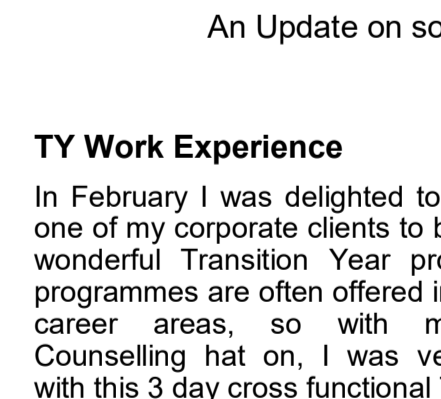 An Update on so
TY Work Experience
In February I was delighted to
one of my corporate clients to b
wonderful Transition Year pro
programmes are often offered i
career areas, so with m
Counselling hat on, I was ve
with this 3 day cross functional